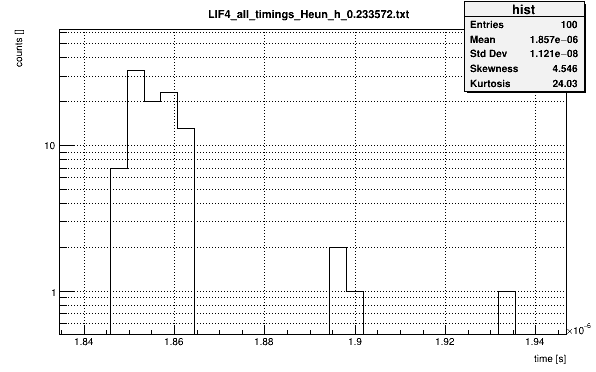 LIF4_all_timings_Heun_h_0.233572.txt
hist
Entries 100
Mean 1.857e−06
Std Dev 1.121e−08
Skewness 4.546
Kurtosis 24.03
counts []
10
1
1.84 1.86 1.88 1.9 1.92 1.94
×10⁻⁶
time [s]